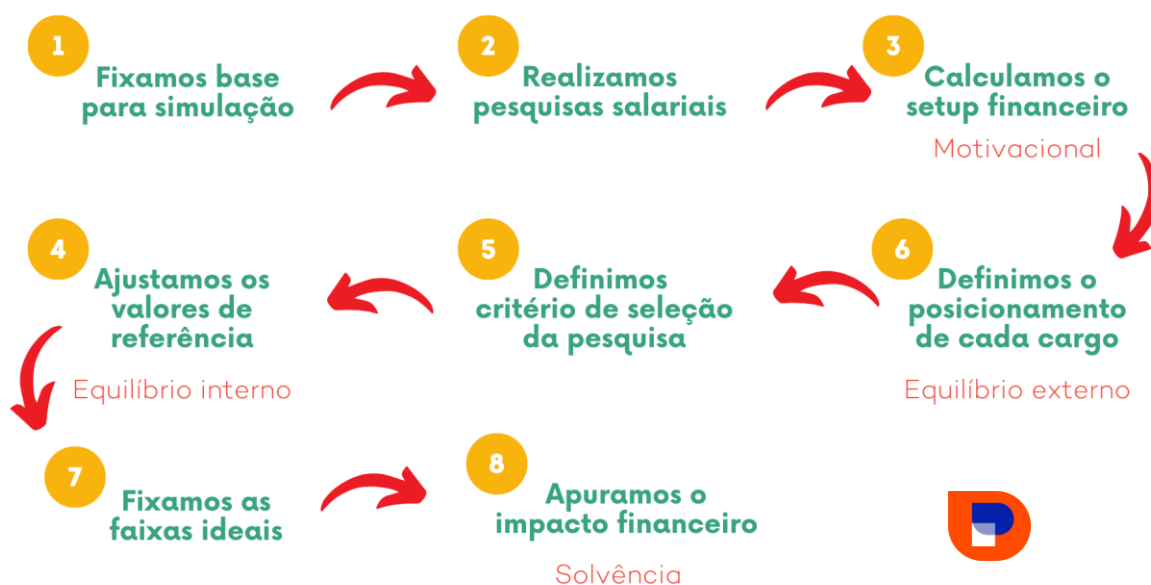 1
Fixamos base
para simulação
2
Realizamos
pesquisas salariais
3
Calculamos o
setup financeiro
Motivacional
4
Ajustamos os
valores de
referência
Equilíbrio interno
5
Definimos
critério de seleção
da pesquisa
6
Definimos o
posicionamento
de cada cargo
Equilíbrio externo
7
Fixamos as
faixas ideais
8
Apuramos o
impacto financeiro
Solvência